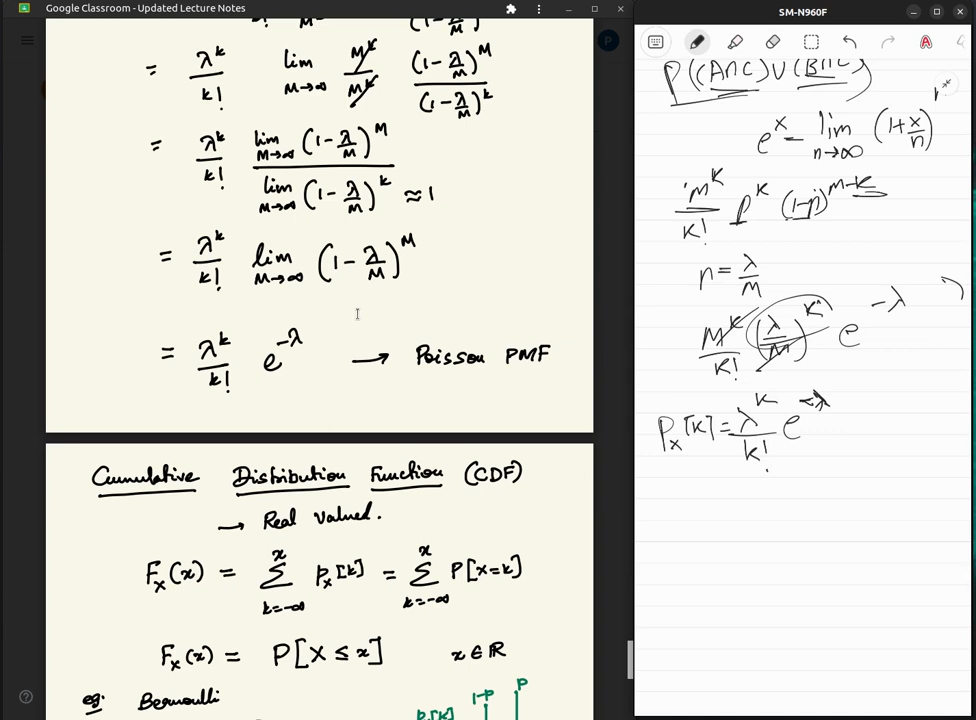 Google Classroom - Updated Lecture Notes
= λ^k / k! lim M→∞ M^k / M^k (1 - λ/M)^M / (1 - λ/M)^k
= λ^k / k! lim M→∞ (1 - λ/M)^M / lim M→∞ (1 - λ/M)^k ≈ 1
= λ^k / k! lim M→∞ (1 - λ/M)^M
= λ^k / k! e^-λ → Poisson PMF
Cumulative Distribution Function (CDF)
→ Real valued.
F_X(x) = Σ_{k=-∞}^{x} p_X[k] = Σ_{k=-∞}^{x} P[X=k]
F_X(x) = P[X ≤ x] x ∈ ℝ
eg: Bernoulli
1-p P
p_X[k]
P
SM-N960F
A
P((A∩C)∪(B∩C))
e^x = lim n→∞ (1+x/n)^n
M^K / K! p^K (1-p)^{M-K}
p = λ/M
M^K / K! (λ/M)^K e^-λ
P_X[K] = λ^K / k! e^-λ